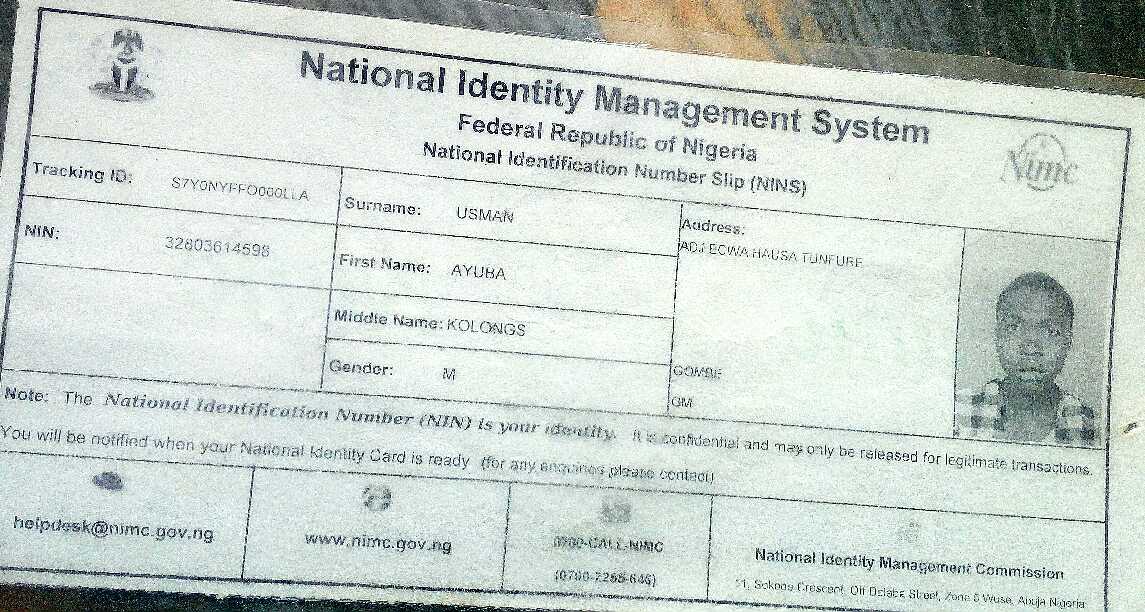 National Identity Management System
Federal Republic of Nigeria
National Identification Number Slip (NINS)
Nimc
Tracking ID: S7Y0NYFFO000LLA
NIN: 32803614598
Surname: USMAN
First Name: AYUBA
Middle Name: KOLONGS
Gender: M
Address:
ADJ ECWA HAUSA TUNFURE
GOMBE
GM
Note: The National Identification Number (NIN) is your identity. It is confidential and may only be released for legitimate transactions.
You will be notified when your National Identity Card is ready (for any enquiries please contact)
helpdesk@nimc.gov.ng
www.nimc.gov.ng
0700-CALL-NIMC
(0700-2255-646)
National Identity Management Commission
Sokode Crescent, Off Dalaba Street, Zone 5 Wuse, Abuja Nigeria